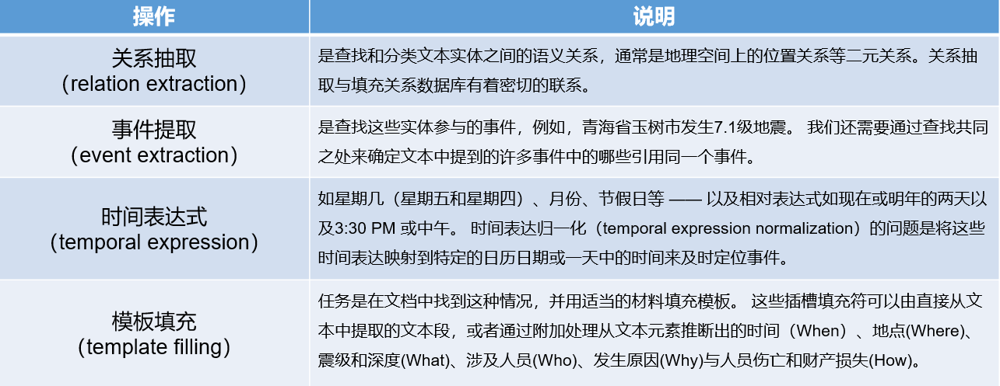 操作
说明
关系抽取
（relation extraction）
是查找和分类文本实体之间的语义关系，通常是地理空间上的位置关系等二元关系。关系抽
取与填充关系数据库有着密切的联系。
事件提取
（event extraction）
是查找这些实体参与的事件，例如，青海省玉树市发生7.1级地震。 我们还需要通过查找共同
之处来确定文本中提到的许多事件中的哪些引用同一个事件。
时间表达式
（temporal expression）
如星期几（星期五和星期四）、月份、节假日等 —— 以及相对表达式如现在或明年的两天以
及3:30 PM 或中午。 时间表达归一化（temporal expression normalization）的问题是将这些
时间表达映射到特定的日历日期或一天中的时间来及时定位事件。
模板填充
（template filling）
任务是在文档中找到这种情况，并用适当的材料填充模板。 这些插槽填充符可以由直接从文
本中提取的文本段，或者通过附加处理从文本元素推断出的时间（When）、地点(Where)、
震级和深度(What)、涉及人员(Who)、发生原因(Why)与人员伤亡和财产损失(How)。